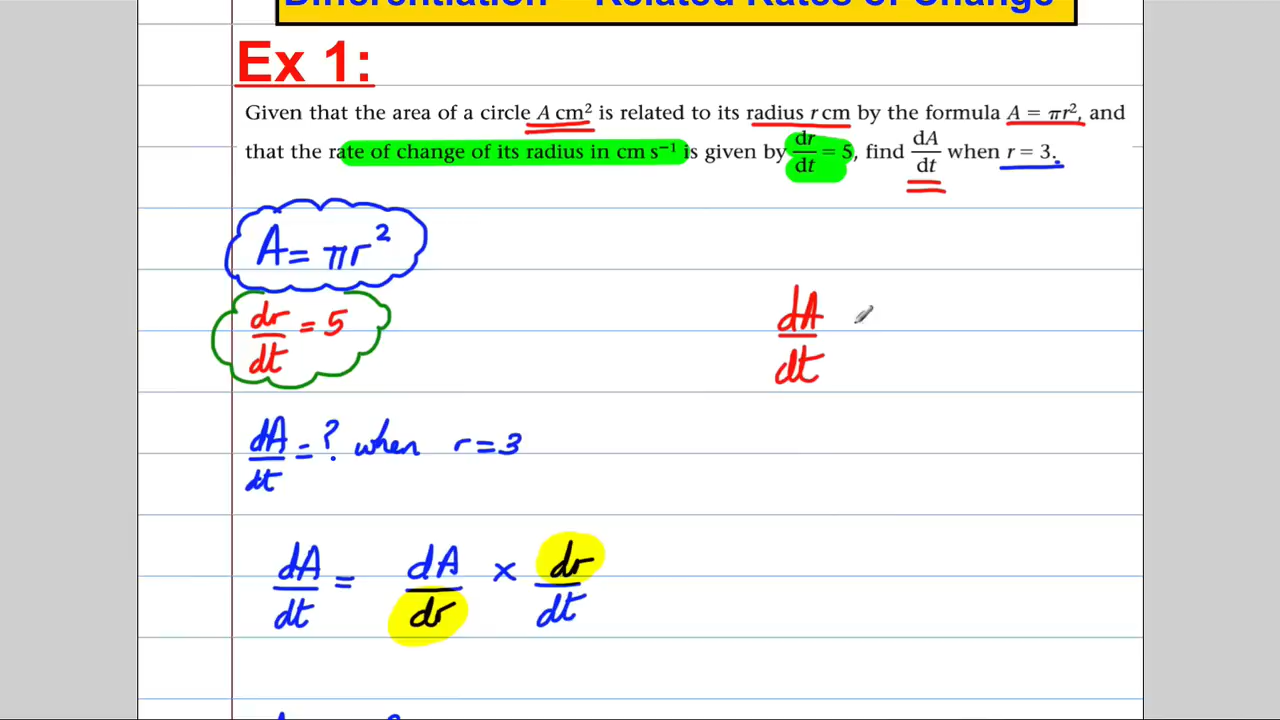 Differentiation – Related Rates of Change
Ex 1:
Given that the area of a circle A cm² is related to its radius r cm by the formula A = πr², and
that the rate of change of its radius in cm s⁻¹ is given by dr/dt = 5, find dA/dt when r = 3.
A = πr²
dr/dt = 5
dA/dt
dA/dt = ? when r = 3
dA/dt = dA/dr × dr/dt